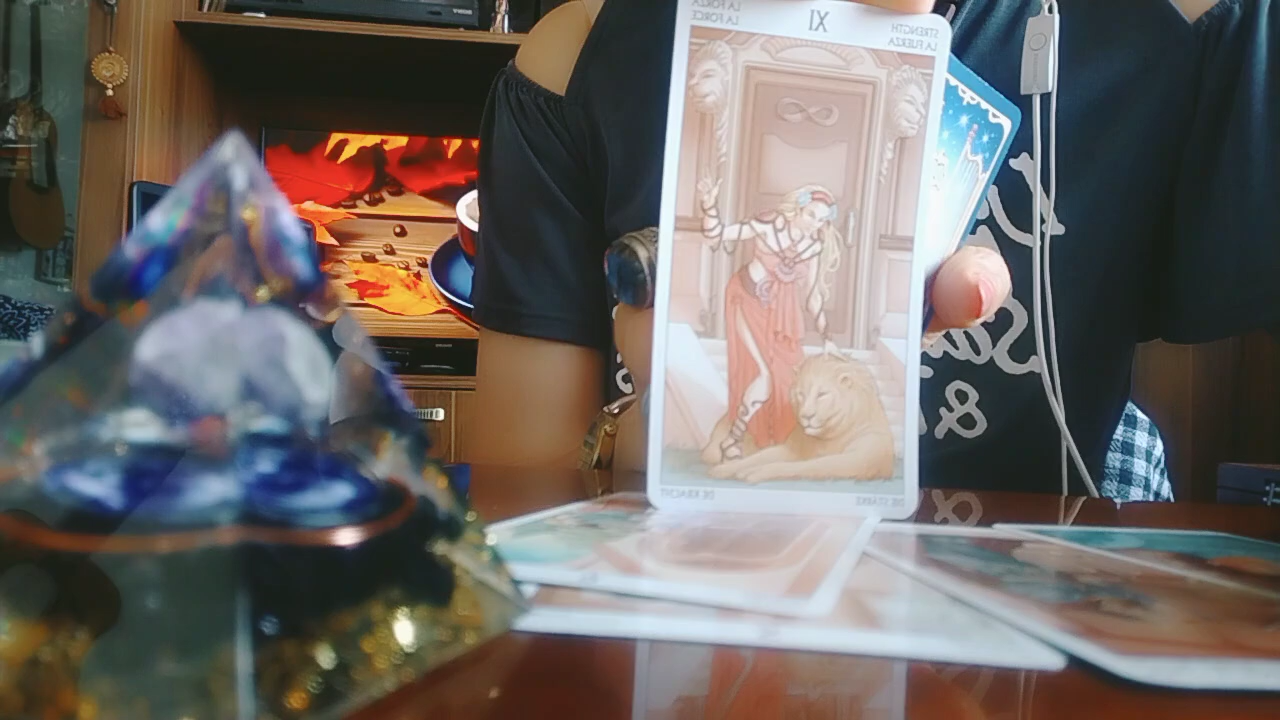 LA FORZA
LA FORCE
XI
STRENGTH
LA FUERZA
DE KRACHT
DIE STÄRKE
&